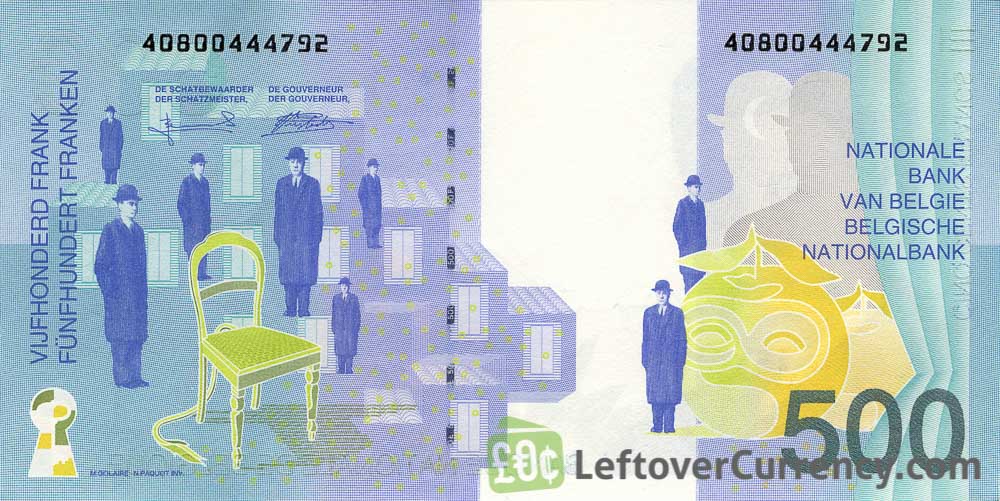 40800444792
40800444792
DE SCHATBEWAARDER
DER SCHATZMEISTER,
DE GOUVERNEUR
DER GOUVERNEUR,
VIJFHONDERD FRANK
FÜNFHUNDERT FRANKEN
NATIONALE
BANK
VAN BELGIE
BELGISCHE
NATIONALBANK
500
M.GOLAIRE - N.PAQUOT INV.
£0¢
LeftoverCurrency.com